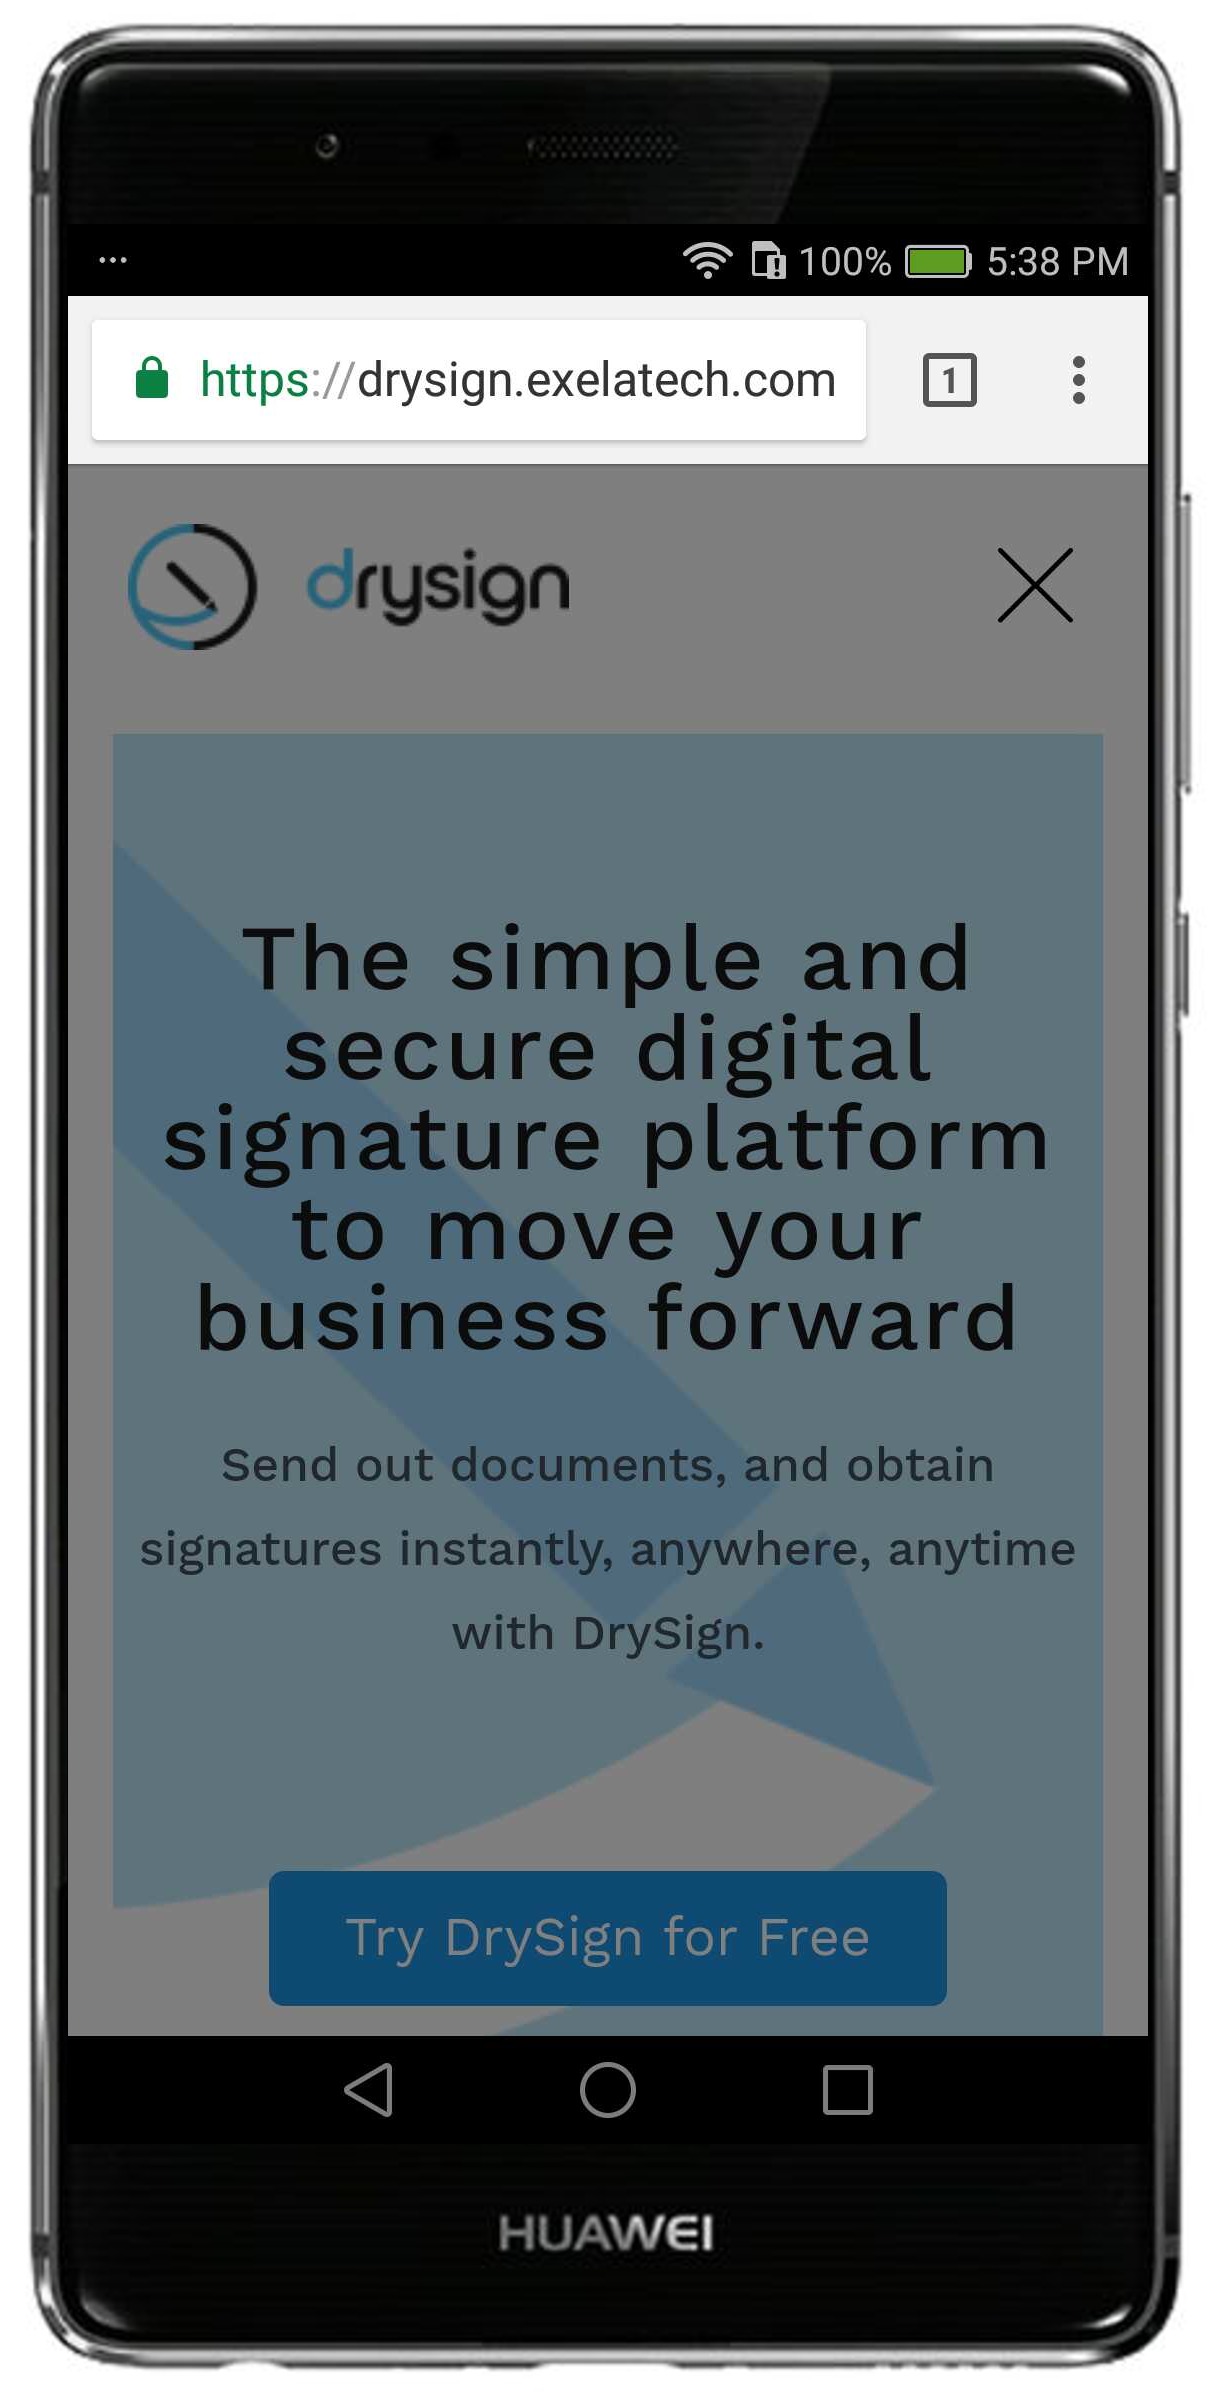 ... 100% 5:38 PM
https://drysign.exelatech.com 1
drysign
The simple and
secure digital
signature platform
to move your
business forward
Send out documents, and obtain
signatures instantly, anywhere, anytime
with DrySign.
Try DrySign for Free
HUAWEI